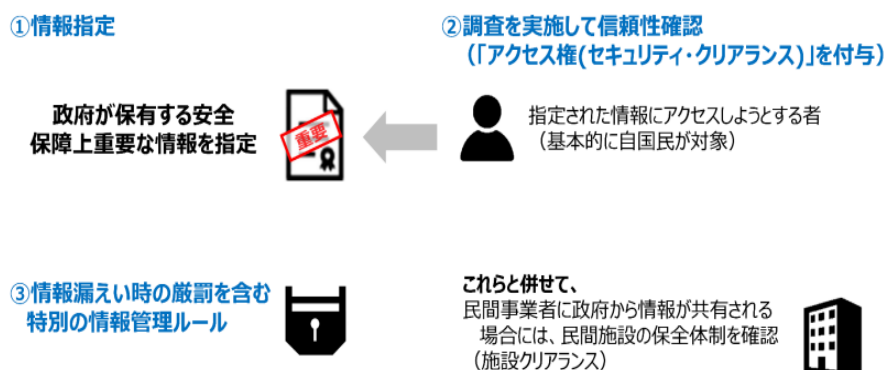 ①情報指定
政府が保有する安全
保障上重要な情報を指定
重要
②調査を実施して信頼性確認
(「アクセス権(セキュリティ・クリアランス)」を付与)
指定された情報にアクセスしようとする者
(基本的に自国民が対象)
③情報漏えい時の厳罰を含む
特別の情報管理ルール
これらと併せて、
民間事業者に政府から情報が共有される
場合には、民間施設の保全体制を確認
(施設クリアランス)